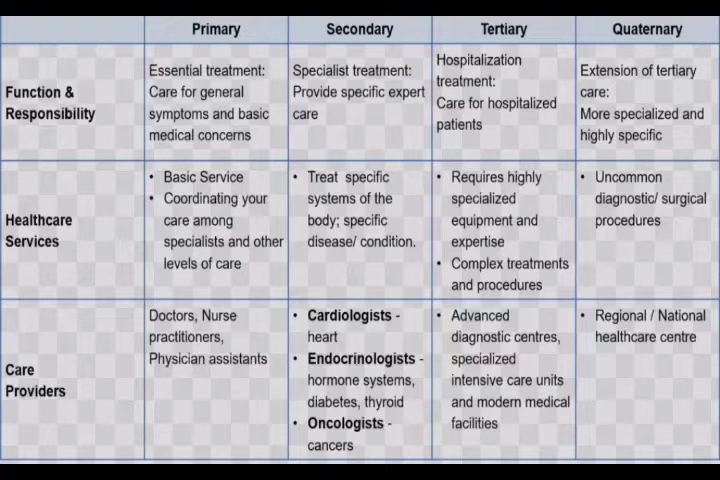 Primary
Secondary
Tertiary
Quaternary
Function &
Responsibility
Essential treatment:
Care for general
symptoms and basic
medical concerns
Specialist treatment:
Provide specific expert
care
Hospitalization
treatment:
Care for hospitalized
patients
Extension of tertiary
care:
More specialized and
highly specific
Healthcare
Services
• Basic Service
• Coordinating your
care among
specialists and other
levels of care
• Treat specific
systems of the
body; specific
disease/ condition.
• Requires highly
specialized
equipment and
expertise
• Complex treatments
and procedures
• Uncommon
diagnostic/ surgical
procedures
Care
Providers
Doctors, Nurse
practitioners,
Physician assistants
• Cardiologists -
heart
• Endocrinologists -
hormone systems,
diabetes, thyroid
• Oncologists -
cancers
• Advanced
diagnostic centres,
specialized
intensive care units
and modern medical
facilities
• Regional / National
healthcare centre